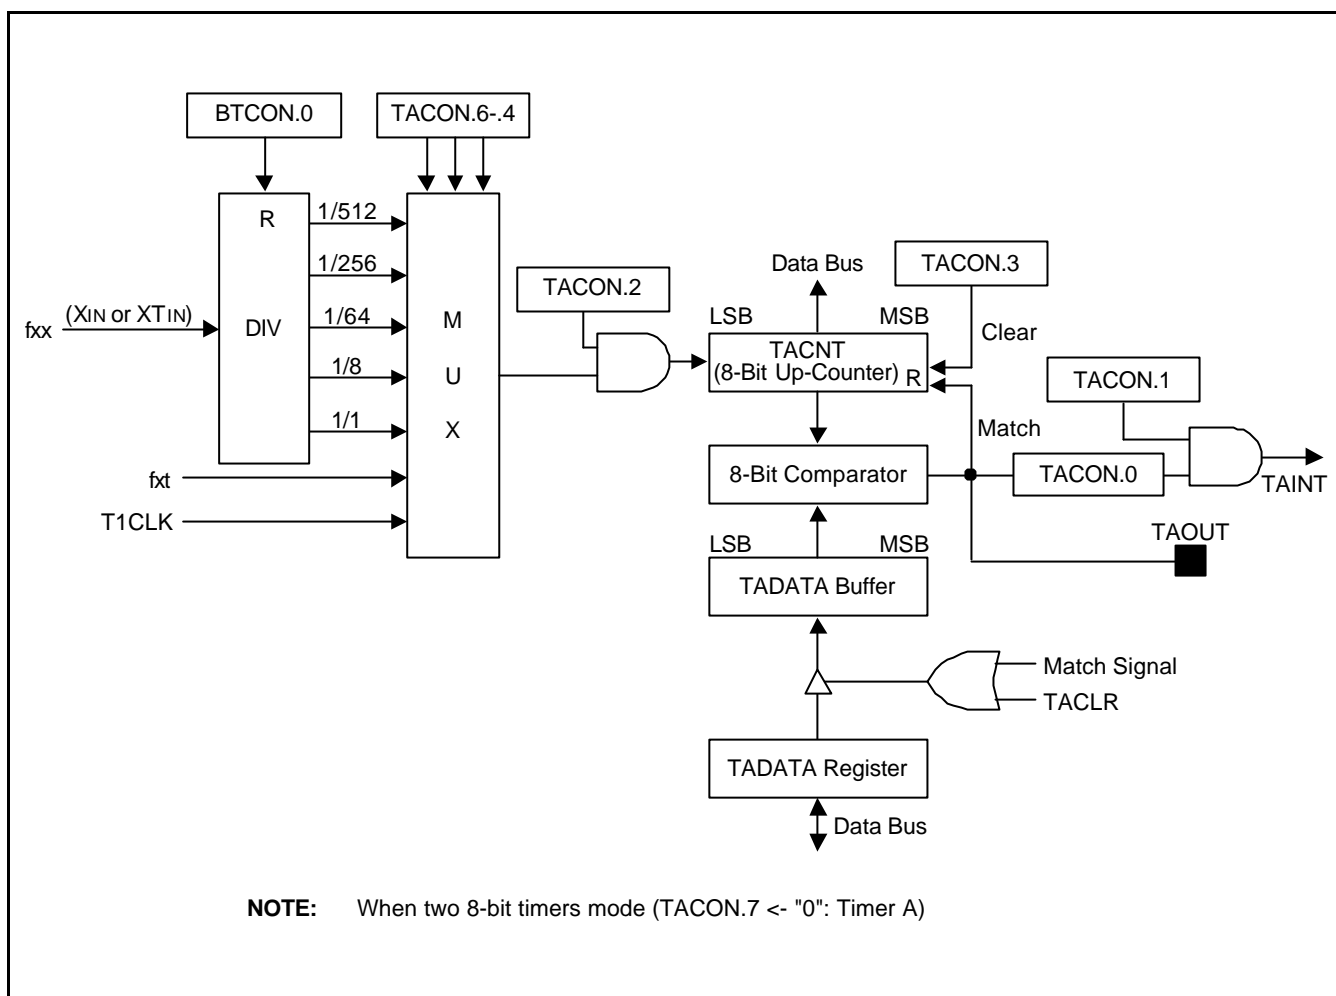 BTCON.0
TACON.6-.4
R
1/512
1/256
Data Bus
TACON.3
TACON.2
(XIN or XTIN)
fxx
DIV
1/64
M
LSB
MSB
Clear
TACNT
(8-Bit Up-Counter)
R
1/8
U
TACON.1
1/1
X
Match
8-Bit Comparator
TACON.0
TAINT
fxt
T1CLK
LSB
MSB
TAOUT
TADATA Buffer
Match Signal
TACLR
TADATA Register
Data Bus
NOTE: When two 8-bit timers mode (TACON.7 <- "0": Timer A)